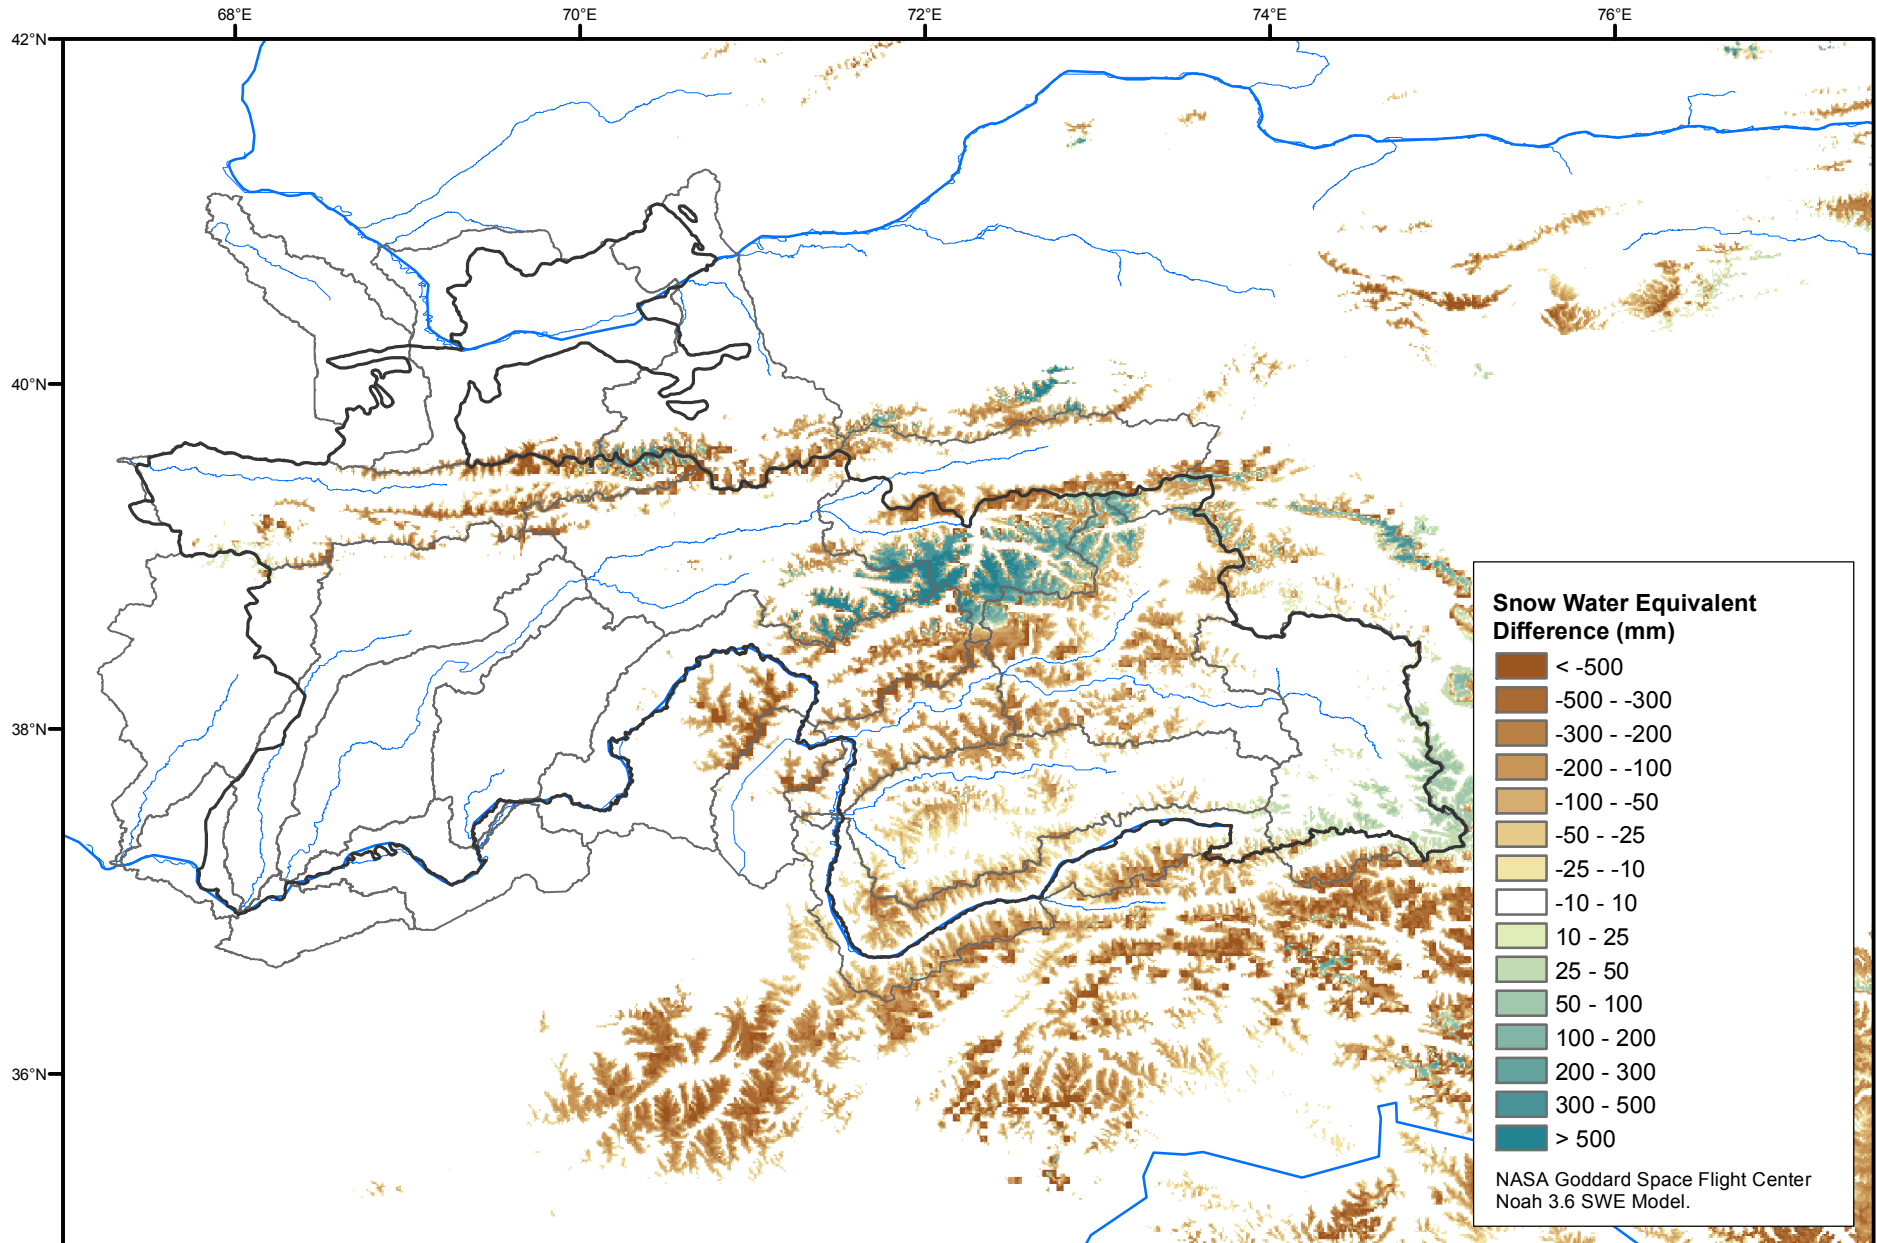 68°E
70°E
72°E
74°E
76°E
42°N
40°N
38°N
36°N
Snow Water Equivalent
Difference (mm)
< -500
-500 - -300
-300 - -200
-200 - -100
-100 - -50
-50 - -25
-25 - -10
-10 - 10
10 - 25
25 - 50
50 - 100
100 - 200
200 - 300
300 - 500
> 500
NASA Goddard Space Flight Center
Noah 3.6 SWE Model.